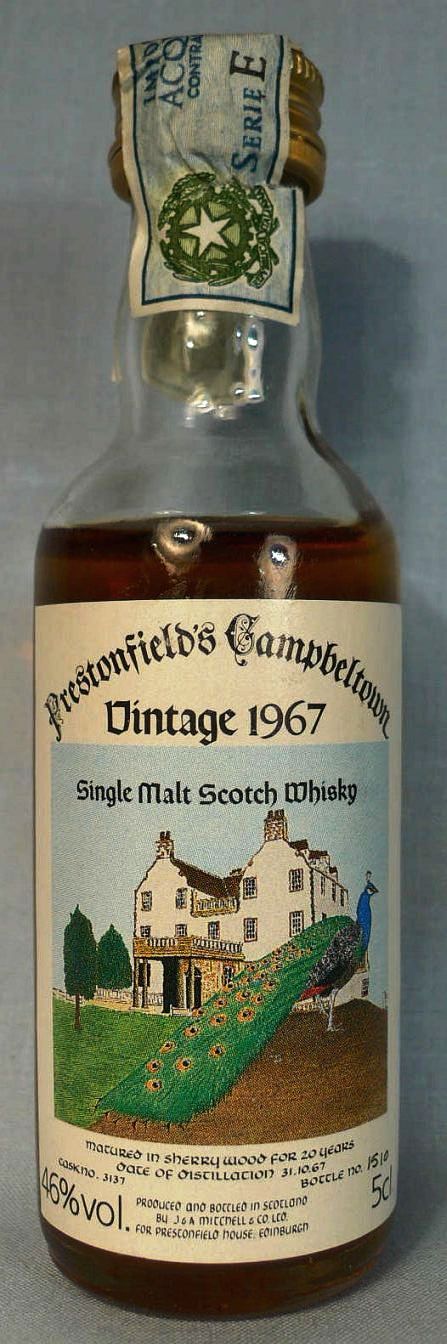 ACQ
CONTRA
SERIE E
Prestonfield's Campbeltown
Vintage 1967
Single Malt Scotch Whisky
matured in sherry wood for 20 years
cask no. 3137
date of distillation 31.10.67
bottle no. 1510
46%vol.
produced and bottled in scotland
by J & A mitchell & co. ltd.
for prestonfield house, edinburgh
5cl